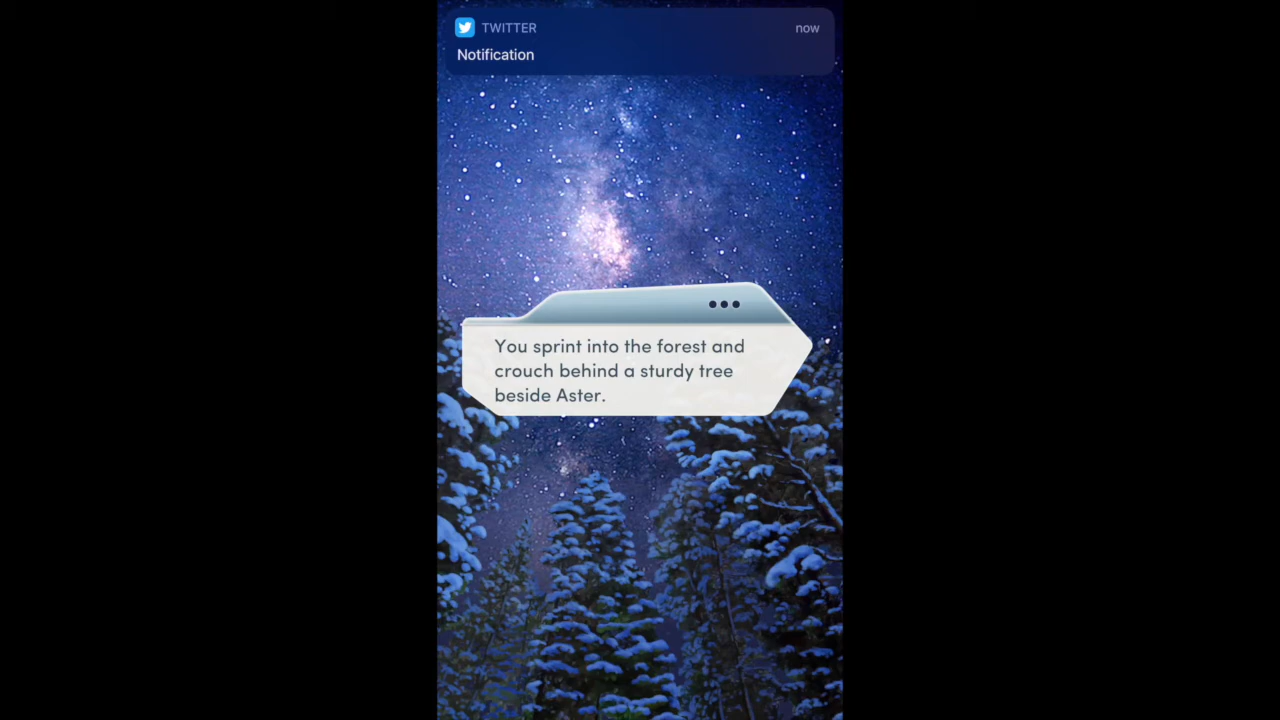 TWITTER now
Notification
You sprint into the forest and
crouch behind a sturdy tree
beside Aster.